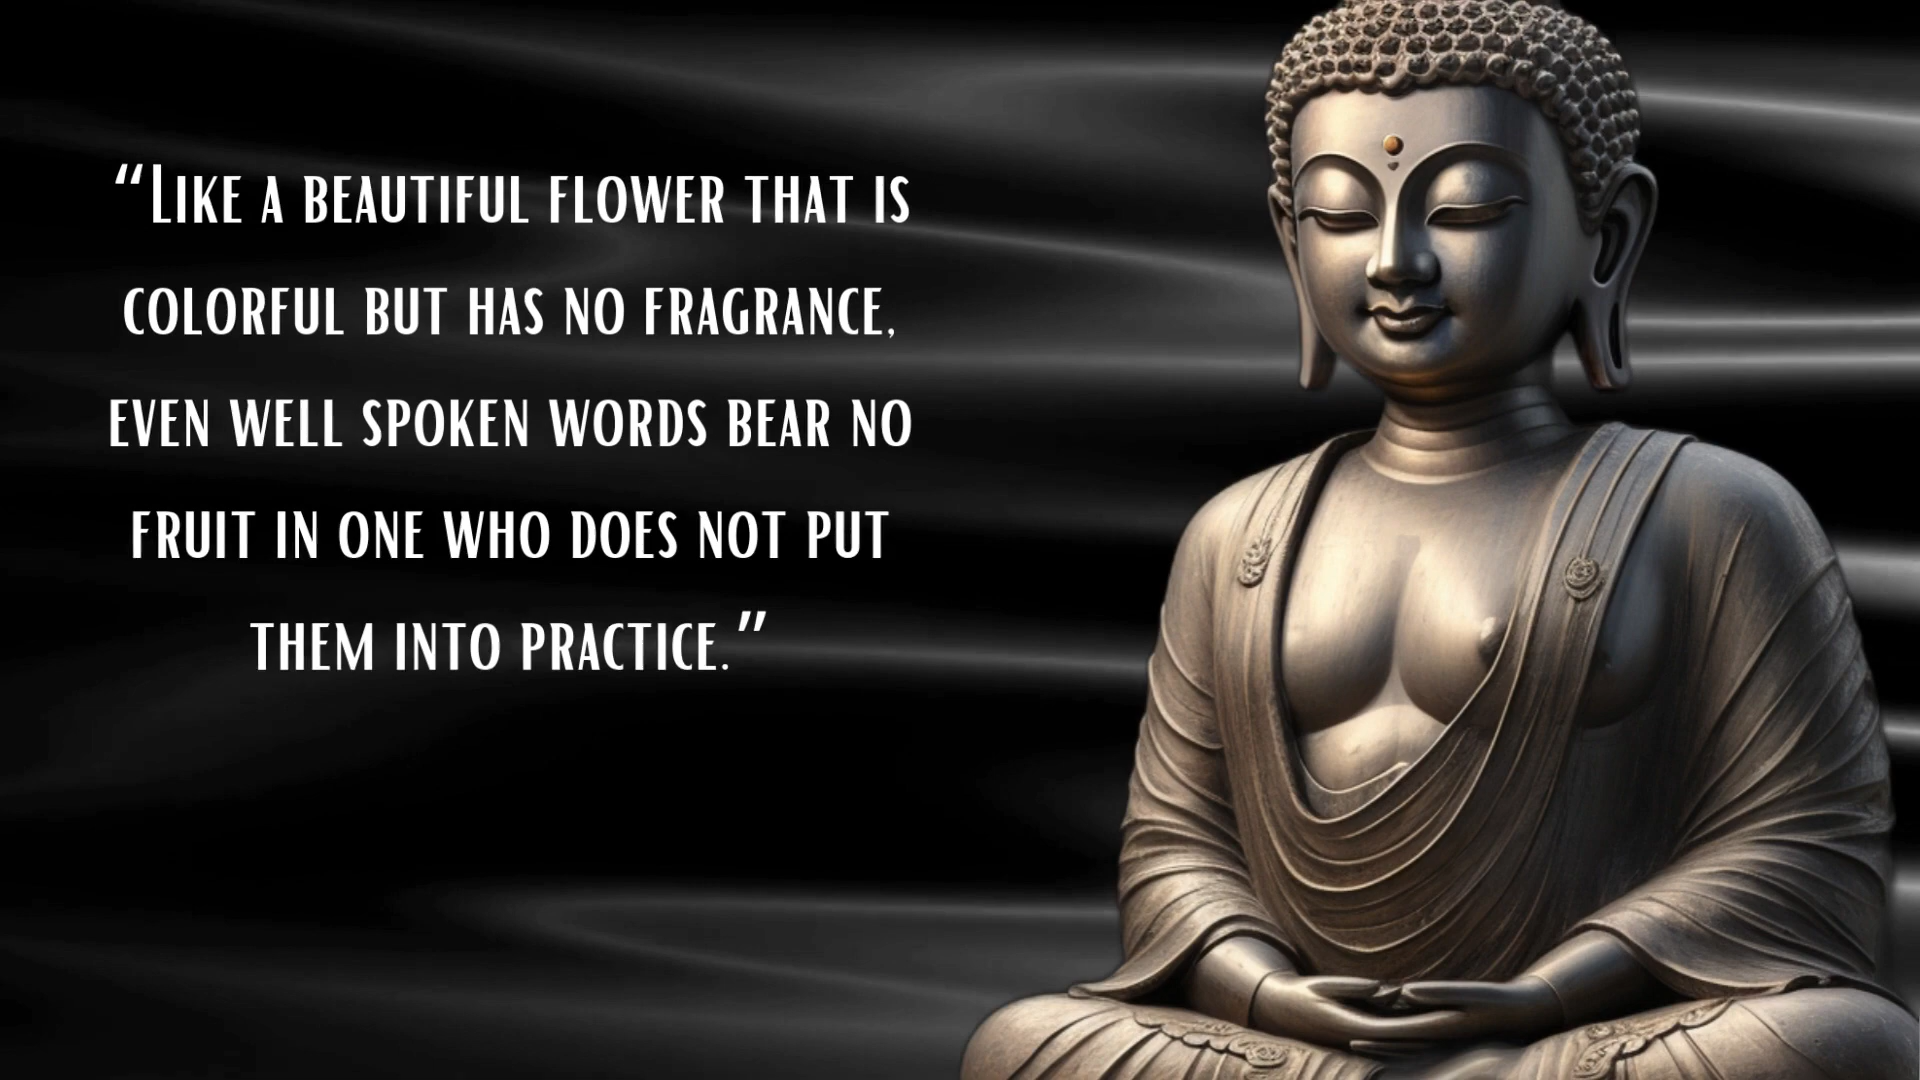 “Like a beautiful flower that is
colorful but has no fragrance,
even well spoken words bear no
fruit in one who does not put
them into practice.”